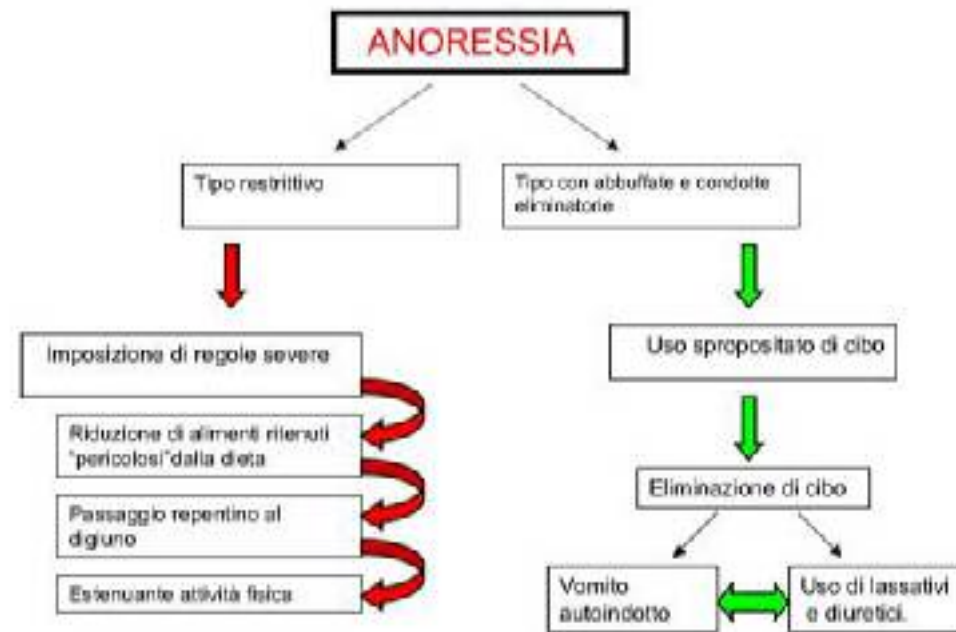 ANORESSIA
Tipo restrittivo
Tipo con abbuffate e condotte
eliminatorie
Imposizione di regole severe
Riduzione di alimenti ritenuti
"pericolosi"dalla dieta
Passaggio repentino al
digiuno
Estenuante attività fisica
Uso spropositato di cibo
Eliminazione di cibo
Vomito
autoindotto
Uso di lassativi
e diuretici.